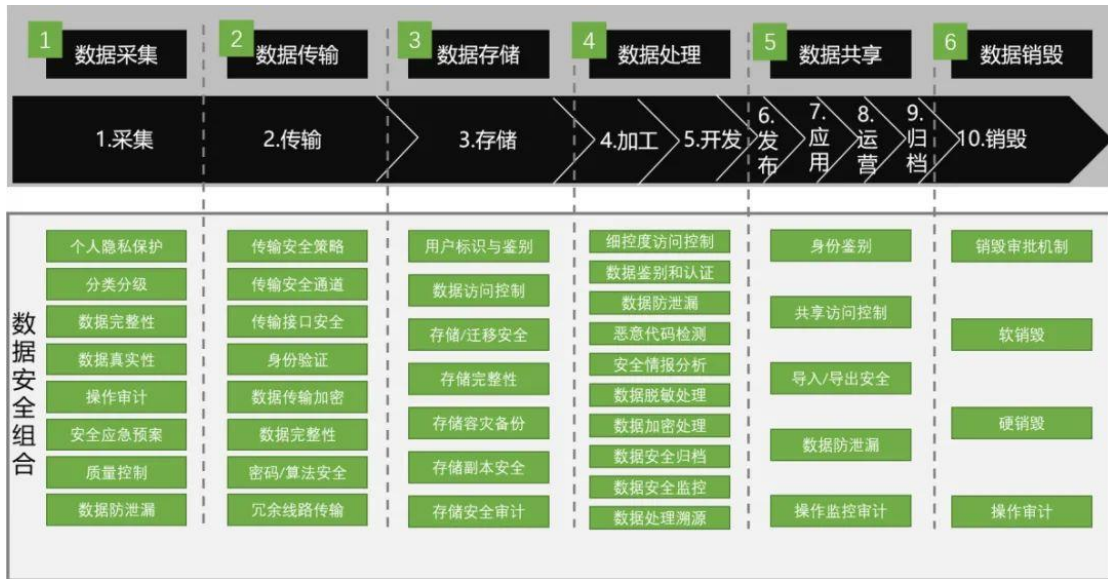 1
数据采集
2
数据传输
3
数据存储
4
数据处理
5
数据共享
6
数据销毁
1.采集
2.传输
3.存储
4.加工
5.开发
6.发布
7.应用
8.运营
9.归档
10.销毁
数据安全组合
个人隐私保护
分类分级
数据完整性
数据真实性
操作审计
安全应急预案
质量控制
数据防泄漏
传输安全策略
传输安全通道
传输接口安全
身份验证
数据传输加密
数据完整性
密码/算法安全
冗余线路传输
用户标识与鉴别
数据访问控制
存储/迁移安全
存储完整性
存储容灾备份
存储副本安全
存储安全审计
细控度访问控制
数据鉴别和认证
数据防泄漏
恶意代码检测
安全情报分析
数据脱敏处理
数据加密处理
数据安全归档
数据安全监控
数据处理溯源
身份鉴别
共享访问控制
导入/导出安全
数据防泄漏
操作监控审计
销毁审批机制
软销毁
硬销毁
操作审计